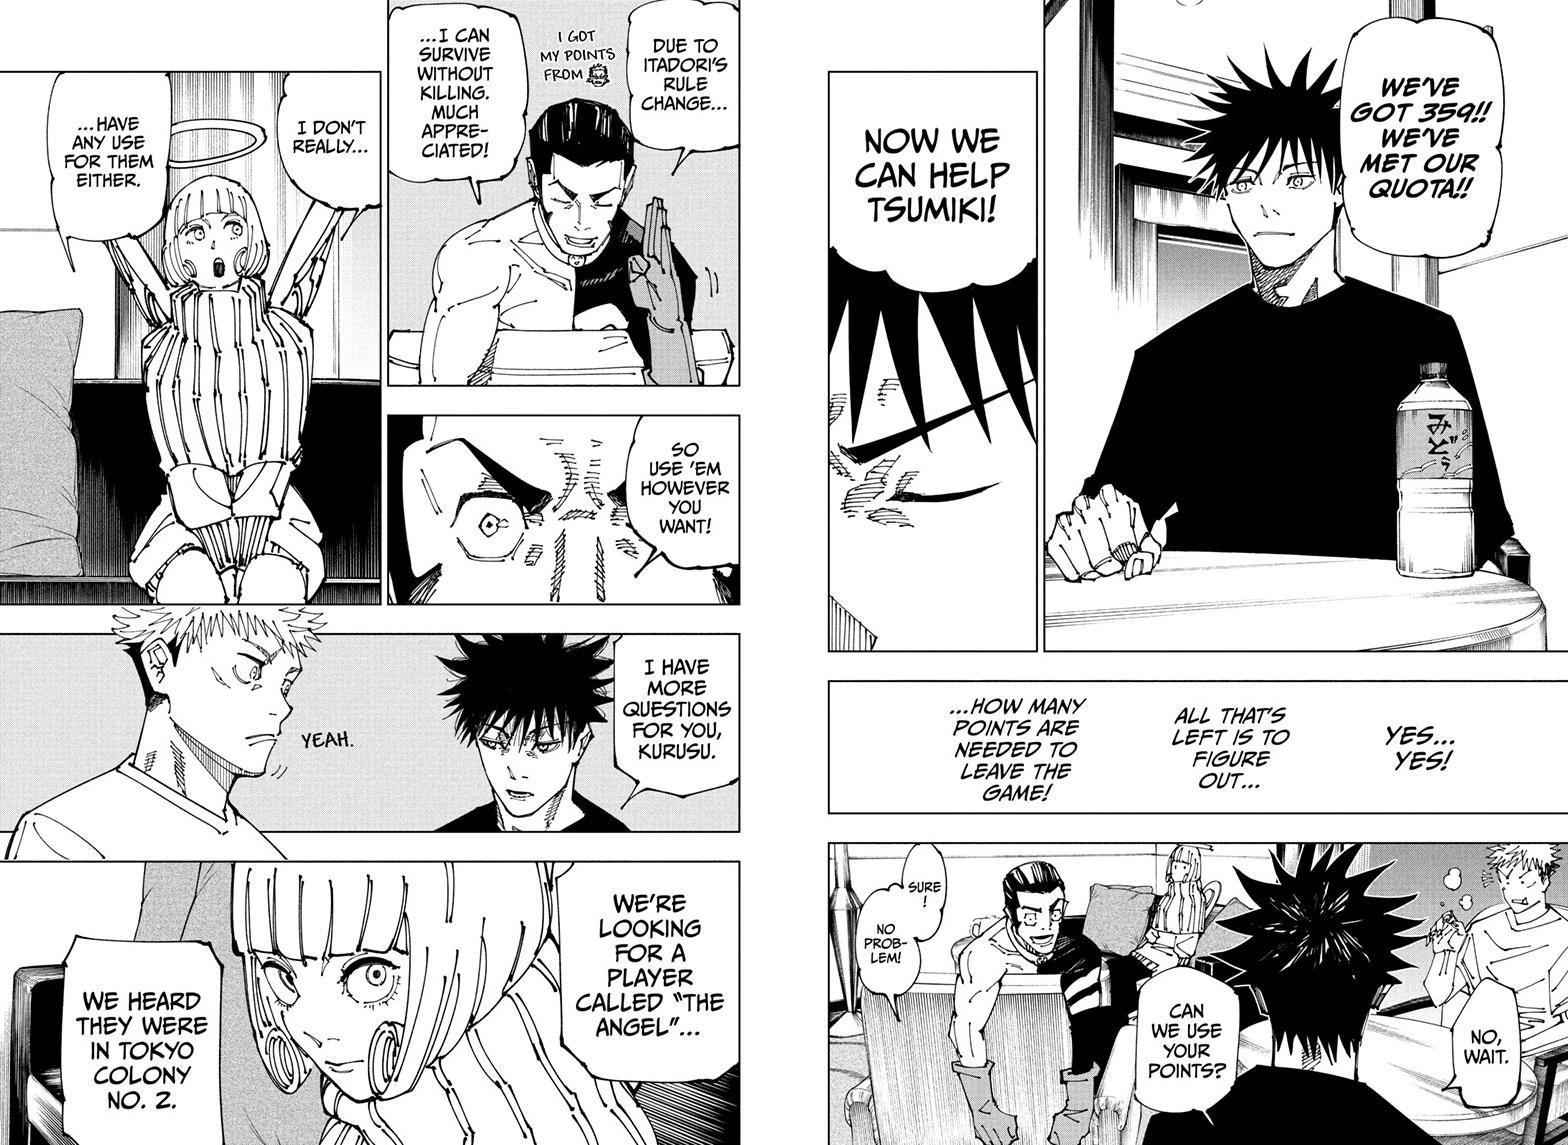 WE'VE
GOT 359!!
WE'VE
MET OUR
QUOTA!!
みどぅ
NOW WE
CAN HELP
TSUMIKI!
YES...
YES!
ALL THAT'S
LEFT IS TO
FIGURE
OUT...
...HOW MANY
POINTS ARE
NEEDED TO
LEAVE THE
GAME!
NO,
WAIT.
CAN
WE USE
YOUR
POINTS?
SURE
!
NO
PROB-
LEM!
DUE TO
ITADORI'S
RULE
CHANGE...
I GOT
MY POINTS
FROM
...I CAN
SURVIVE
WITHOUT
KILLING.
MUCH
APPRE-
CIATED!
SO
USE 'EM
HOWEVER
YOU
WANT!
I DON'T
REALLY...
...HAVE
ANY USE
FOR THEM
EITHER.
I HAVE
MORE
QUESTIONS
FOR YOU,
KURUSU.
YEAH.
WE'RE
LOOKING
FOR A
PLAYER
CALLED "THE
ANGEL"...
WE HEARD
THEY WERE
IN TOKYO
COLONY
NO. 2.